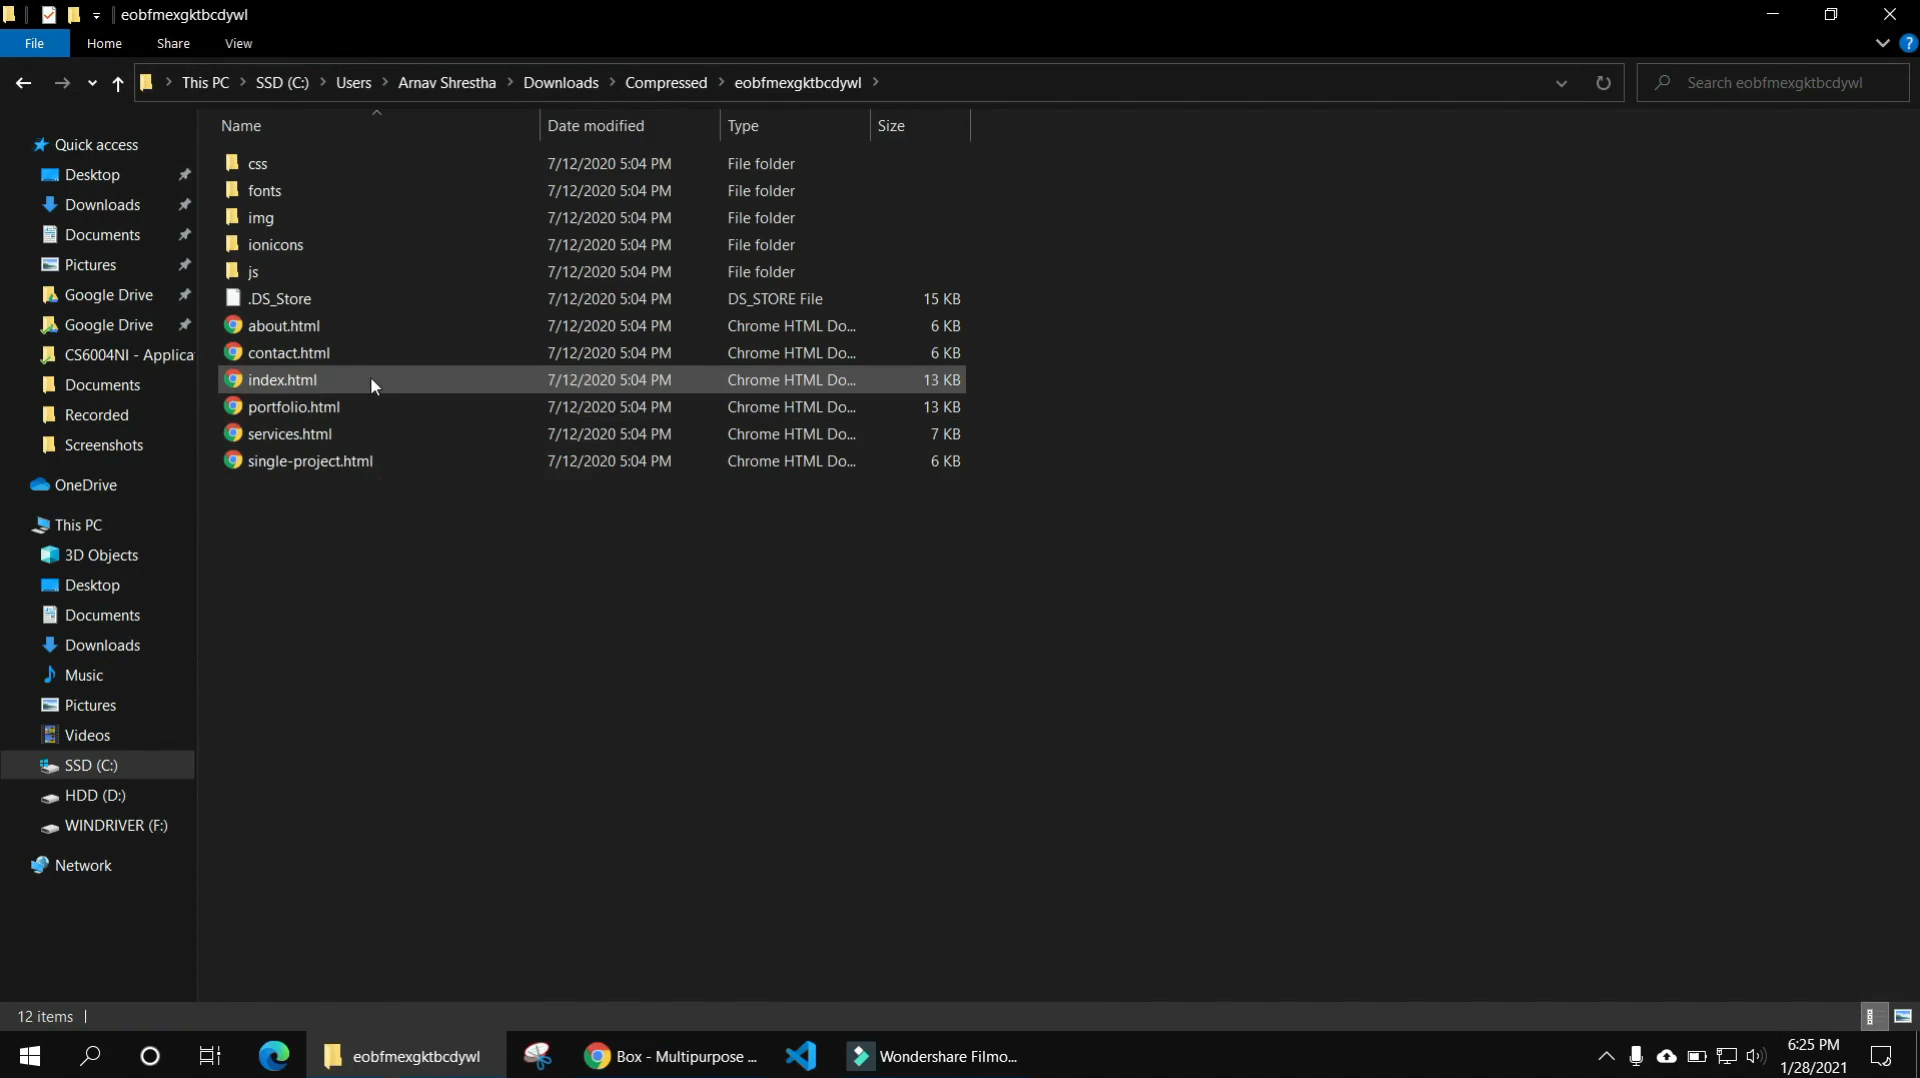 eobfmexgktbcdywl
File Home Share View ?
This PC SSD (C:) Users Arnav Shrestha Downloads Compressed eobfmexgktbcdywl Search eobfmexgktbcdywl
Name Date modified Type Size
css 7/12/2020 5:04 PM File folder
fonts 7/12/2020 5:04 PM File folder
img 7/12/2020 5:04 PM File folder
ionicons 7/12/2020 5:04 PM File folder
js 7/12/2020 5:04 PM File folder
.DS_Store 7/12/2020 5:04 PM DS_STORE File 15 KB
about.html 7/12/2020 5:04 PM Chrome HTML Do... 6 KB
contact.html 7/12/2020 5:04 PM Chrome HTML Do... 6 KB
index.html 7/12/2020 5:04 PM Chrome HTML Do... 13 KB
portfolio.html 7/12/2020 5:04 PM Chrome HTML Do... 13 KB
services.html 7/12/2020 5:04 PM Chrome HTML Do... 7 KB
single-project.html 7/12/2020 5:04 PM Chrome HTML Do... 6 KB
Quick access
Desktop
Downloads
Documents
Pictures
Google Drive
Google Drive
CS6004NI - Applica
Documents
Recorded
Screenshots
OneDrive
This PC
3D Objects
Desktop
Documents
Downloads
Music
Pictures
Videos
SSD (C:)
HDD (D:)
WINDRIVER (F:)
Network
12 items
eobfmexgktbcdywl Box - Multipurpose ... Wondershare Filmo...
6:25 PM
1/28/2021